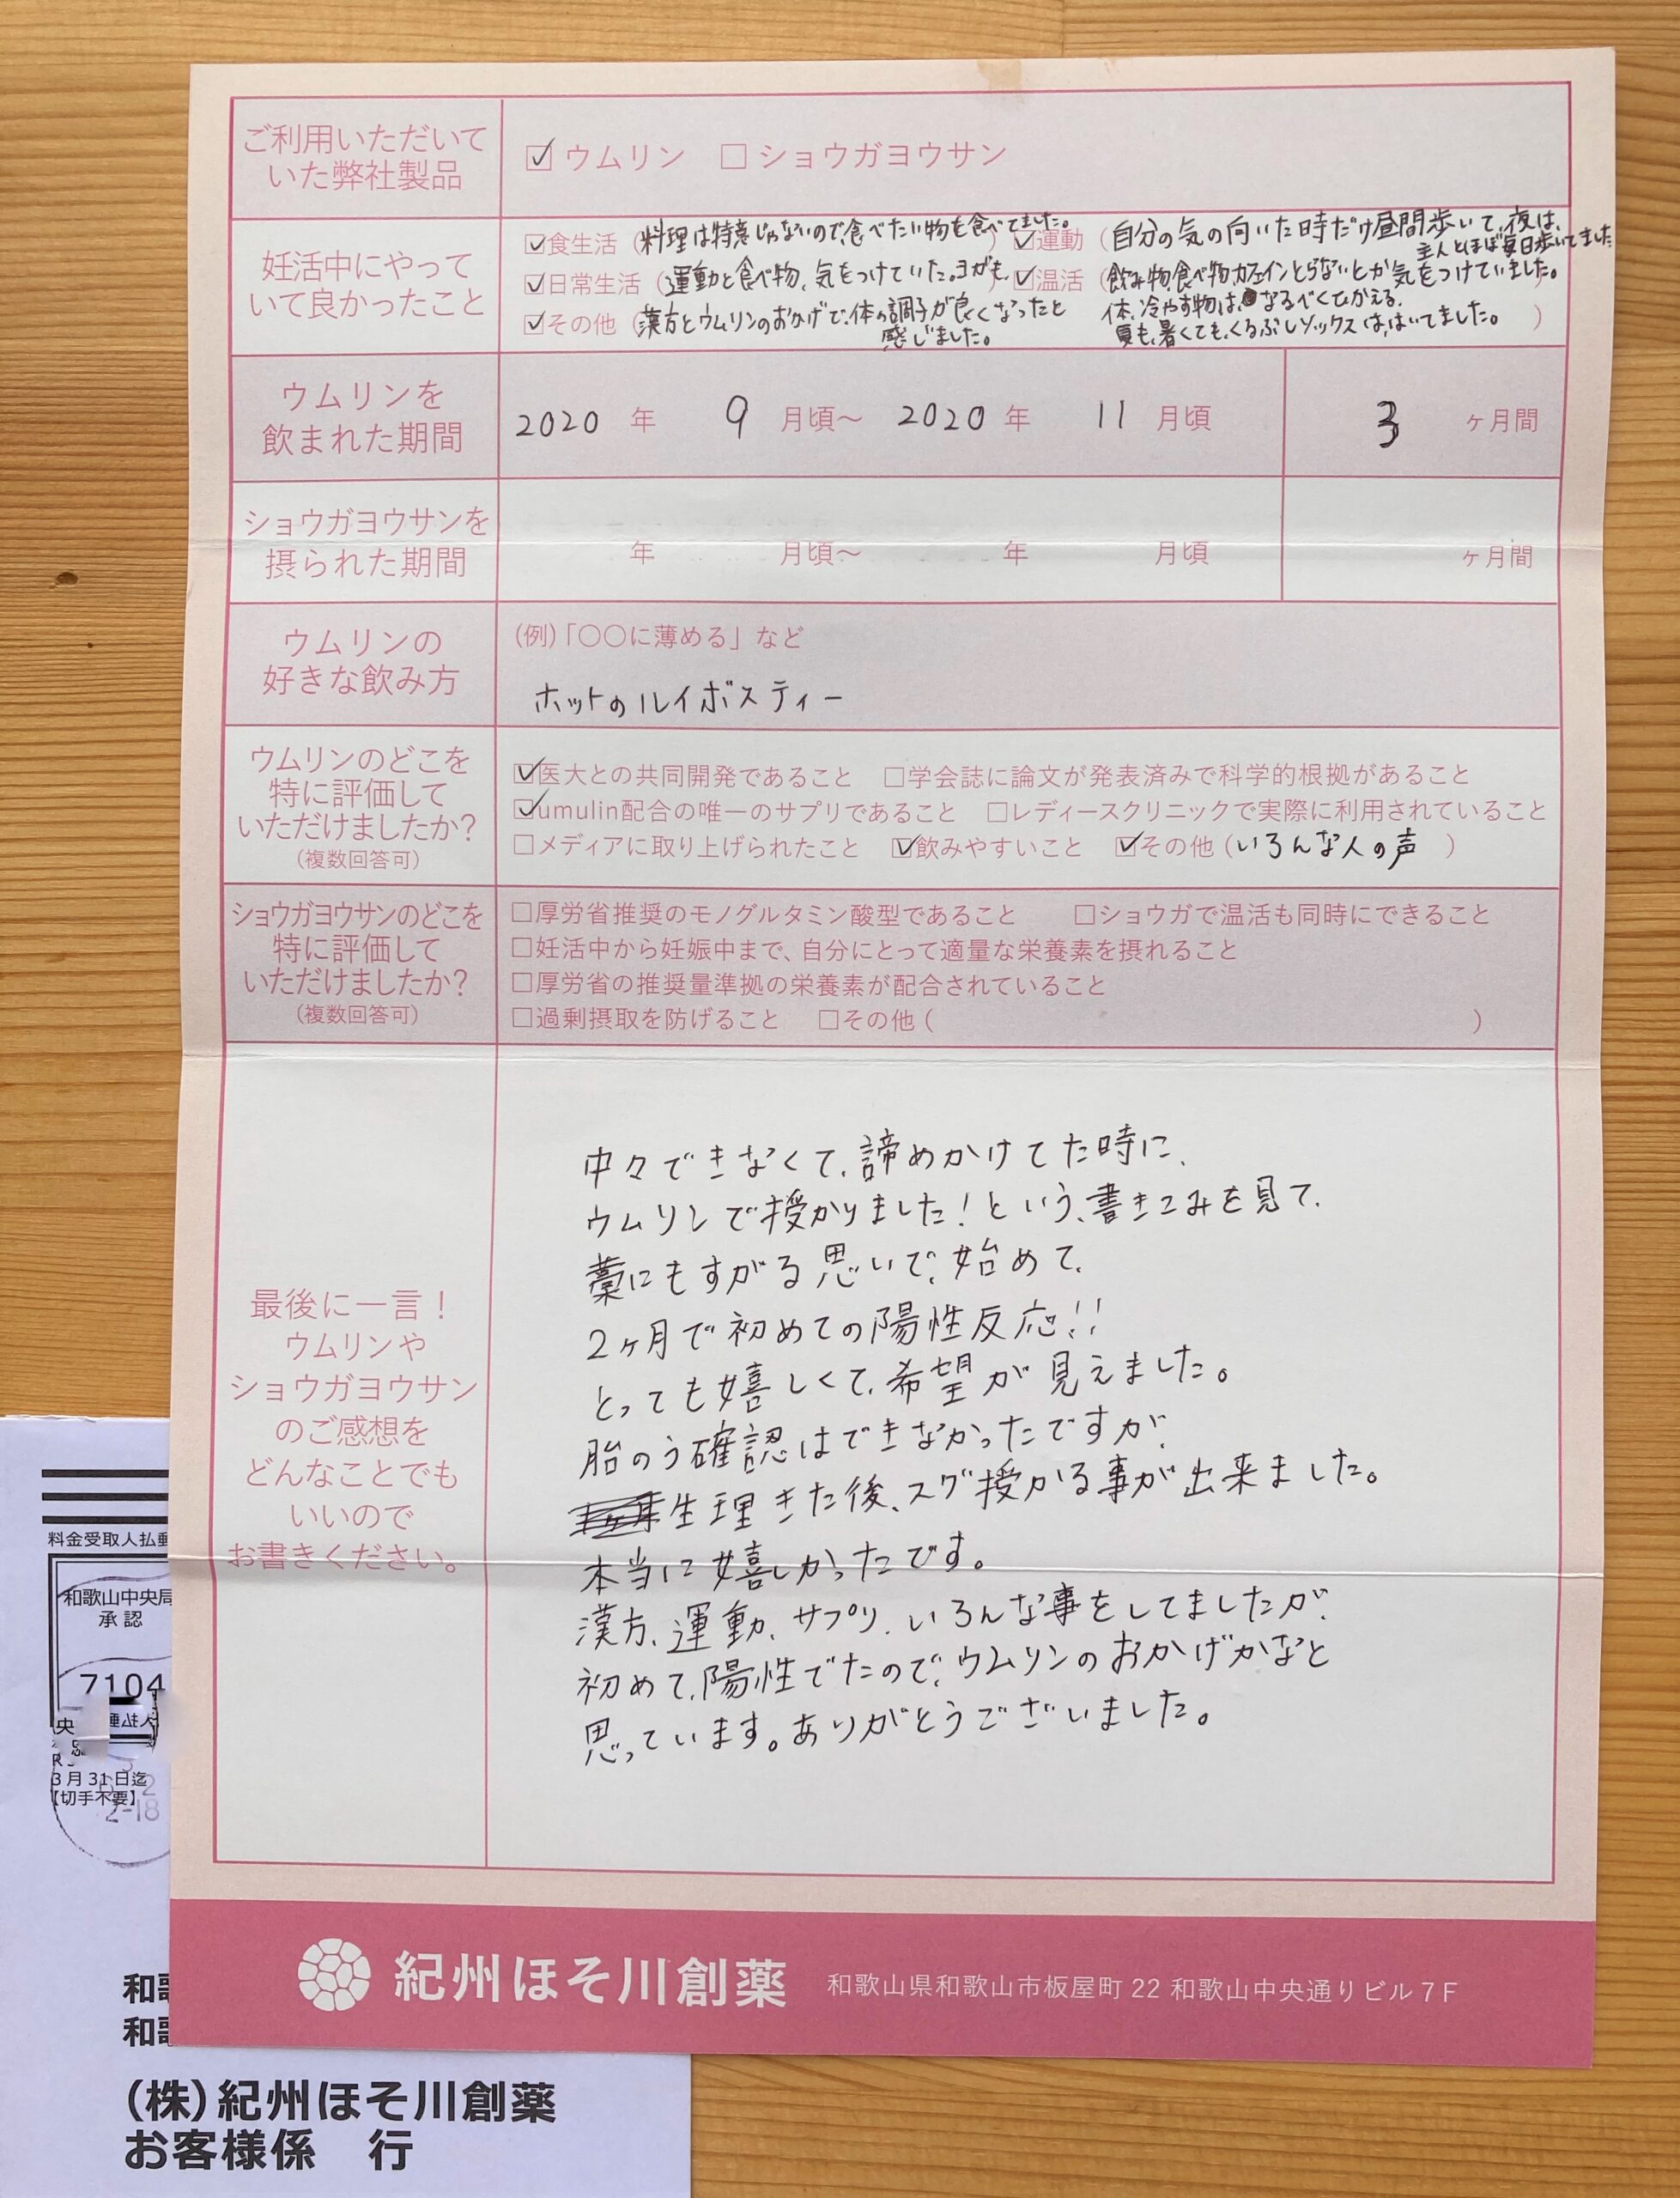 ご利用いただいて
いた弊社製品
☑ウムリン □ショウガヨウサン
妊活中にやって
いて良かったこと
☑食生活(料理は特意じゃないので、食べたい物も食べてました。)
☑運動(自分の気の向いた時だけ昼間歩いて、夜は、
主人とほぼ毎日歩いてました
☑日常生活(運動と食べ物、気をつけていた。ヨガも、
☑温活(飲み物、食べ物、カフェインとらないとか気をつけていました。
体、冷やす物は、なるべくひかえる。
夏も、暑くても、くるぶしソックスは、はいてました。)
☑その他(漢方とウムリンのおかげで、体の調子が良くなったと
感じました。
ウムリンを
飲まれた期間
2020年 9月頃〜2020年 11月頃 3ヶ月間
ショウガヨウサンを
摂られた期間
年 月頃〜 年 月頃 ヶ月間
ウムリンの
好きな飲み方
(例)「○○に薄める」など
ホットのルイボスティー
ウムリンのどこを
特に評価して
いただけましたか?
(複数回答可)
☑医大との共同開発であること □学会誌に論文が発表済みで科学的根拠があること
☑umulin配合の唯一のサプリであること □レディースクリニックで実際に利用されていること
□メディアに取り上げられたこと ☑飲みやすいこと ☑その他(いろんな人の声)
ショウガヨウサンのどこを
特に評価して
いただけましたか?
(複数回答可)
□厚労省推奨のモノグルタミン酸型であること □ショウガで温活も同時にできること
□妊活中から妊娠中まで、自分にとって適量な栄養素を摂れること
□厚労省の推奨量準拠の栄養素が配合されていること
□過剰摂取を防げること □その他( )
最後に一言!
ウムリンや
ショウガヨウサン
のご感想を
どんなことでも
いいので
お書きください。
中々できなくて、諦めかけてた時に、
ウムリンで授かりました!という、書きこみを見て、
藁にもすがる思いで、始めて、
2ヶ月で初めての陽性反応!!
とっても嬉しくて、希望が見えました。
胎のう確認はできなかったですが、
生理きた後、スグ授かる事が出来ました。
本当に嬉しかったです。
漢方、運動、サプリ、いろんな事をしてましたが、
初めて、陽性でたので、ウムリンのおかげかなと
思っています。ありがとうございました。
紀州ほそ川創薬 和歌山県和歌山市板屋町22 和歌山中央通りビル7F
料金受取人払
和歌山中央局
承認
7104
3月31日迄
【切手不要】
2-18
和歌
和歌
(株)紀州ほそ川創薬
お客様係 行